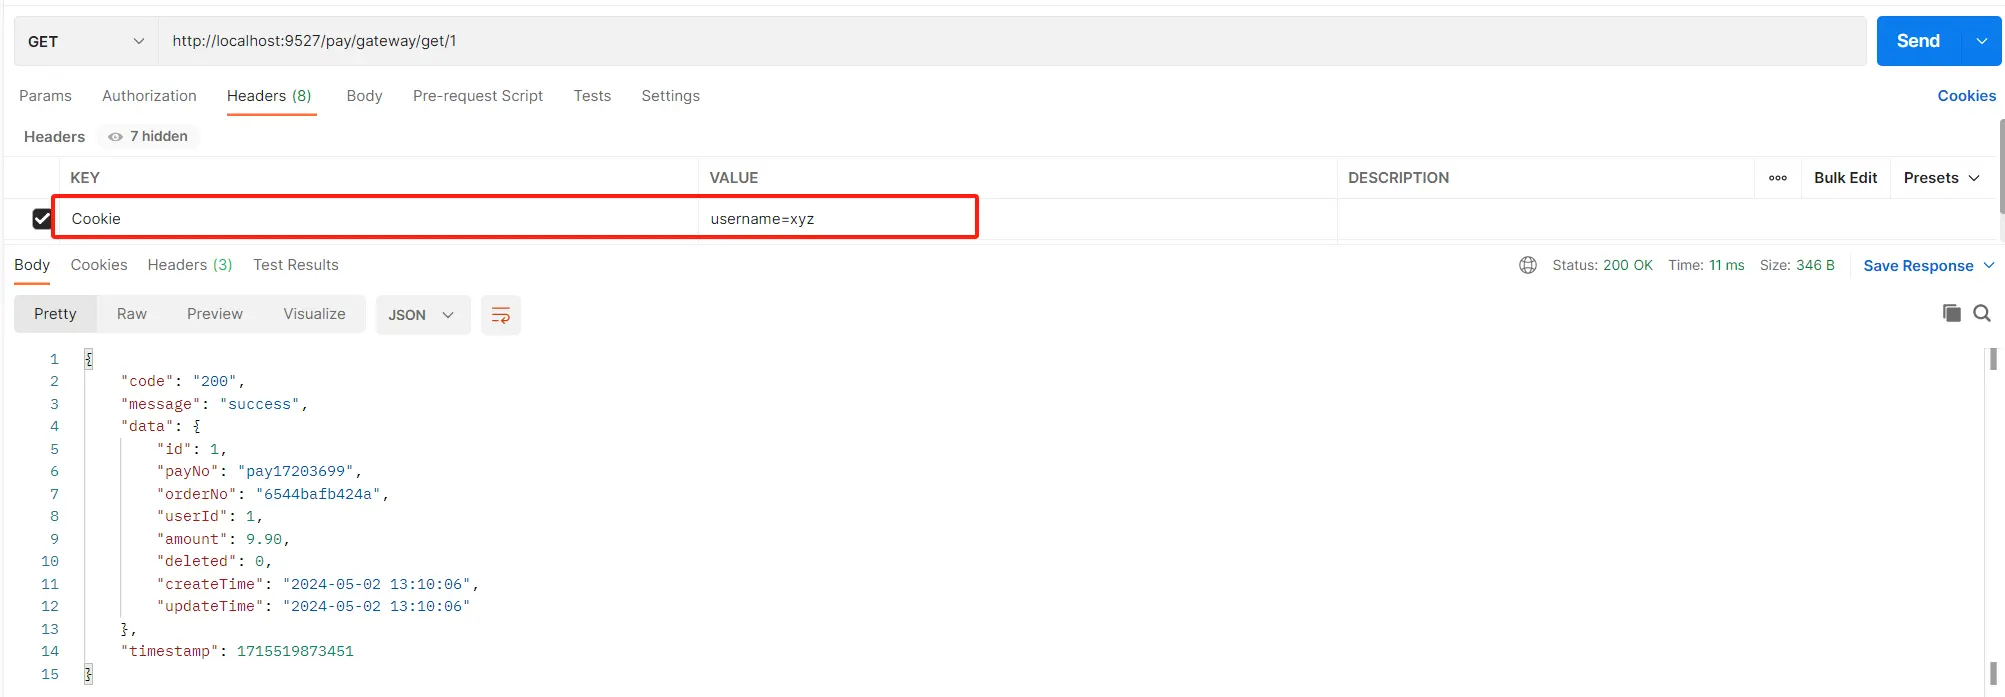 GET http://localhost:9527/pay/gateway/get/1 Send
Params Authorization Headers (8) Body Pre-request Script Tests Settings Cookies
Headers 7 hidden
KEY VALUE DESCRIPTION ooo Bulk Edit Presets
Cookie username=xyz
Body Cookies Headers (3) Test Results Status: 200 OK Time: 11 ms Size: 346 B Save Response
Pretty Raw Preview Visualize JSON
1 {
2 "code": "200",
3 "message": "success",
4 "data": {
5 "id": 1,
6 "payNo": "pay17203699",
7 "orderNo": "6544bafb424a",
8 "userId": 1,
9 "amount": 9.90,
10 "deleted": 0,
11 "createTime": "2024-05-02 13:10:06",
12 "updateTime": "2024-05-02 13:10:06"
13 },
14 "timestamp": 1715519873451
15 }